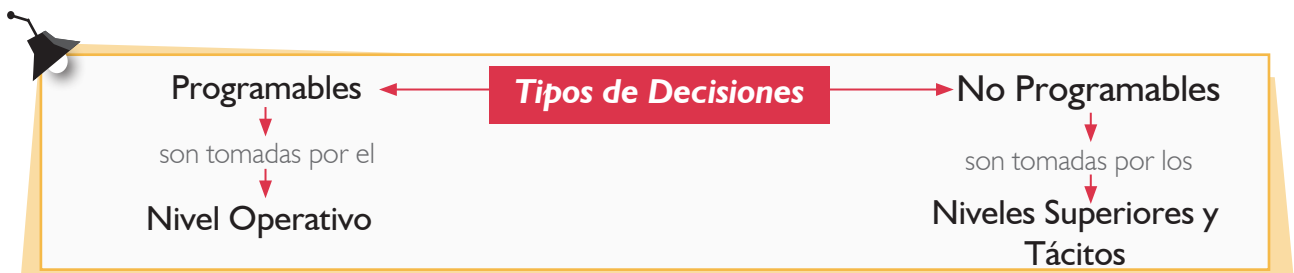 Programables
Tipos de Decisiones
No Programables
son tomadas por el
son tomadas por los
Nivel Operativo
Niveles Superiores y
Tácitos